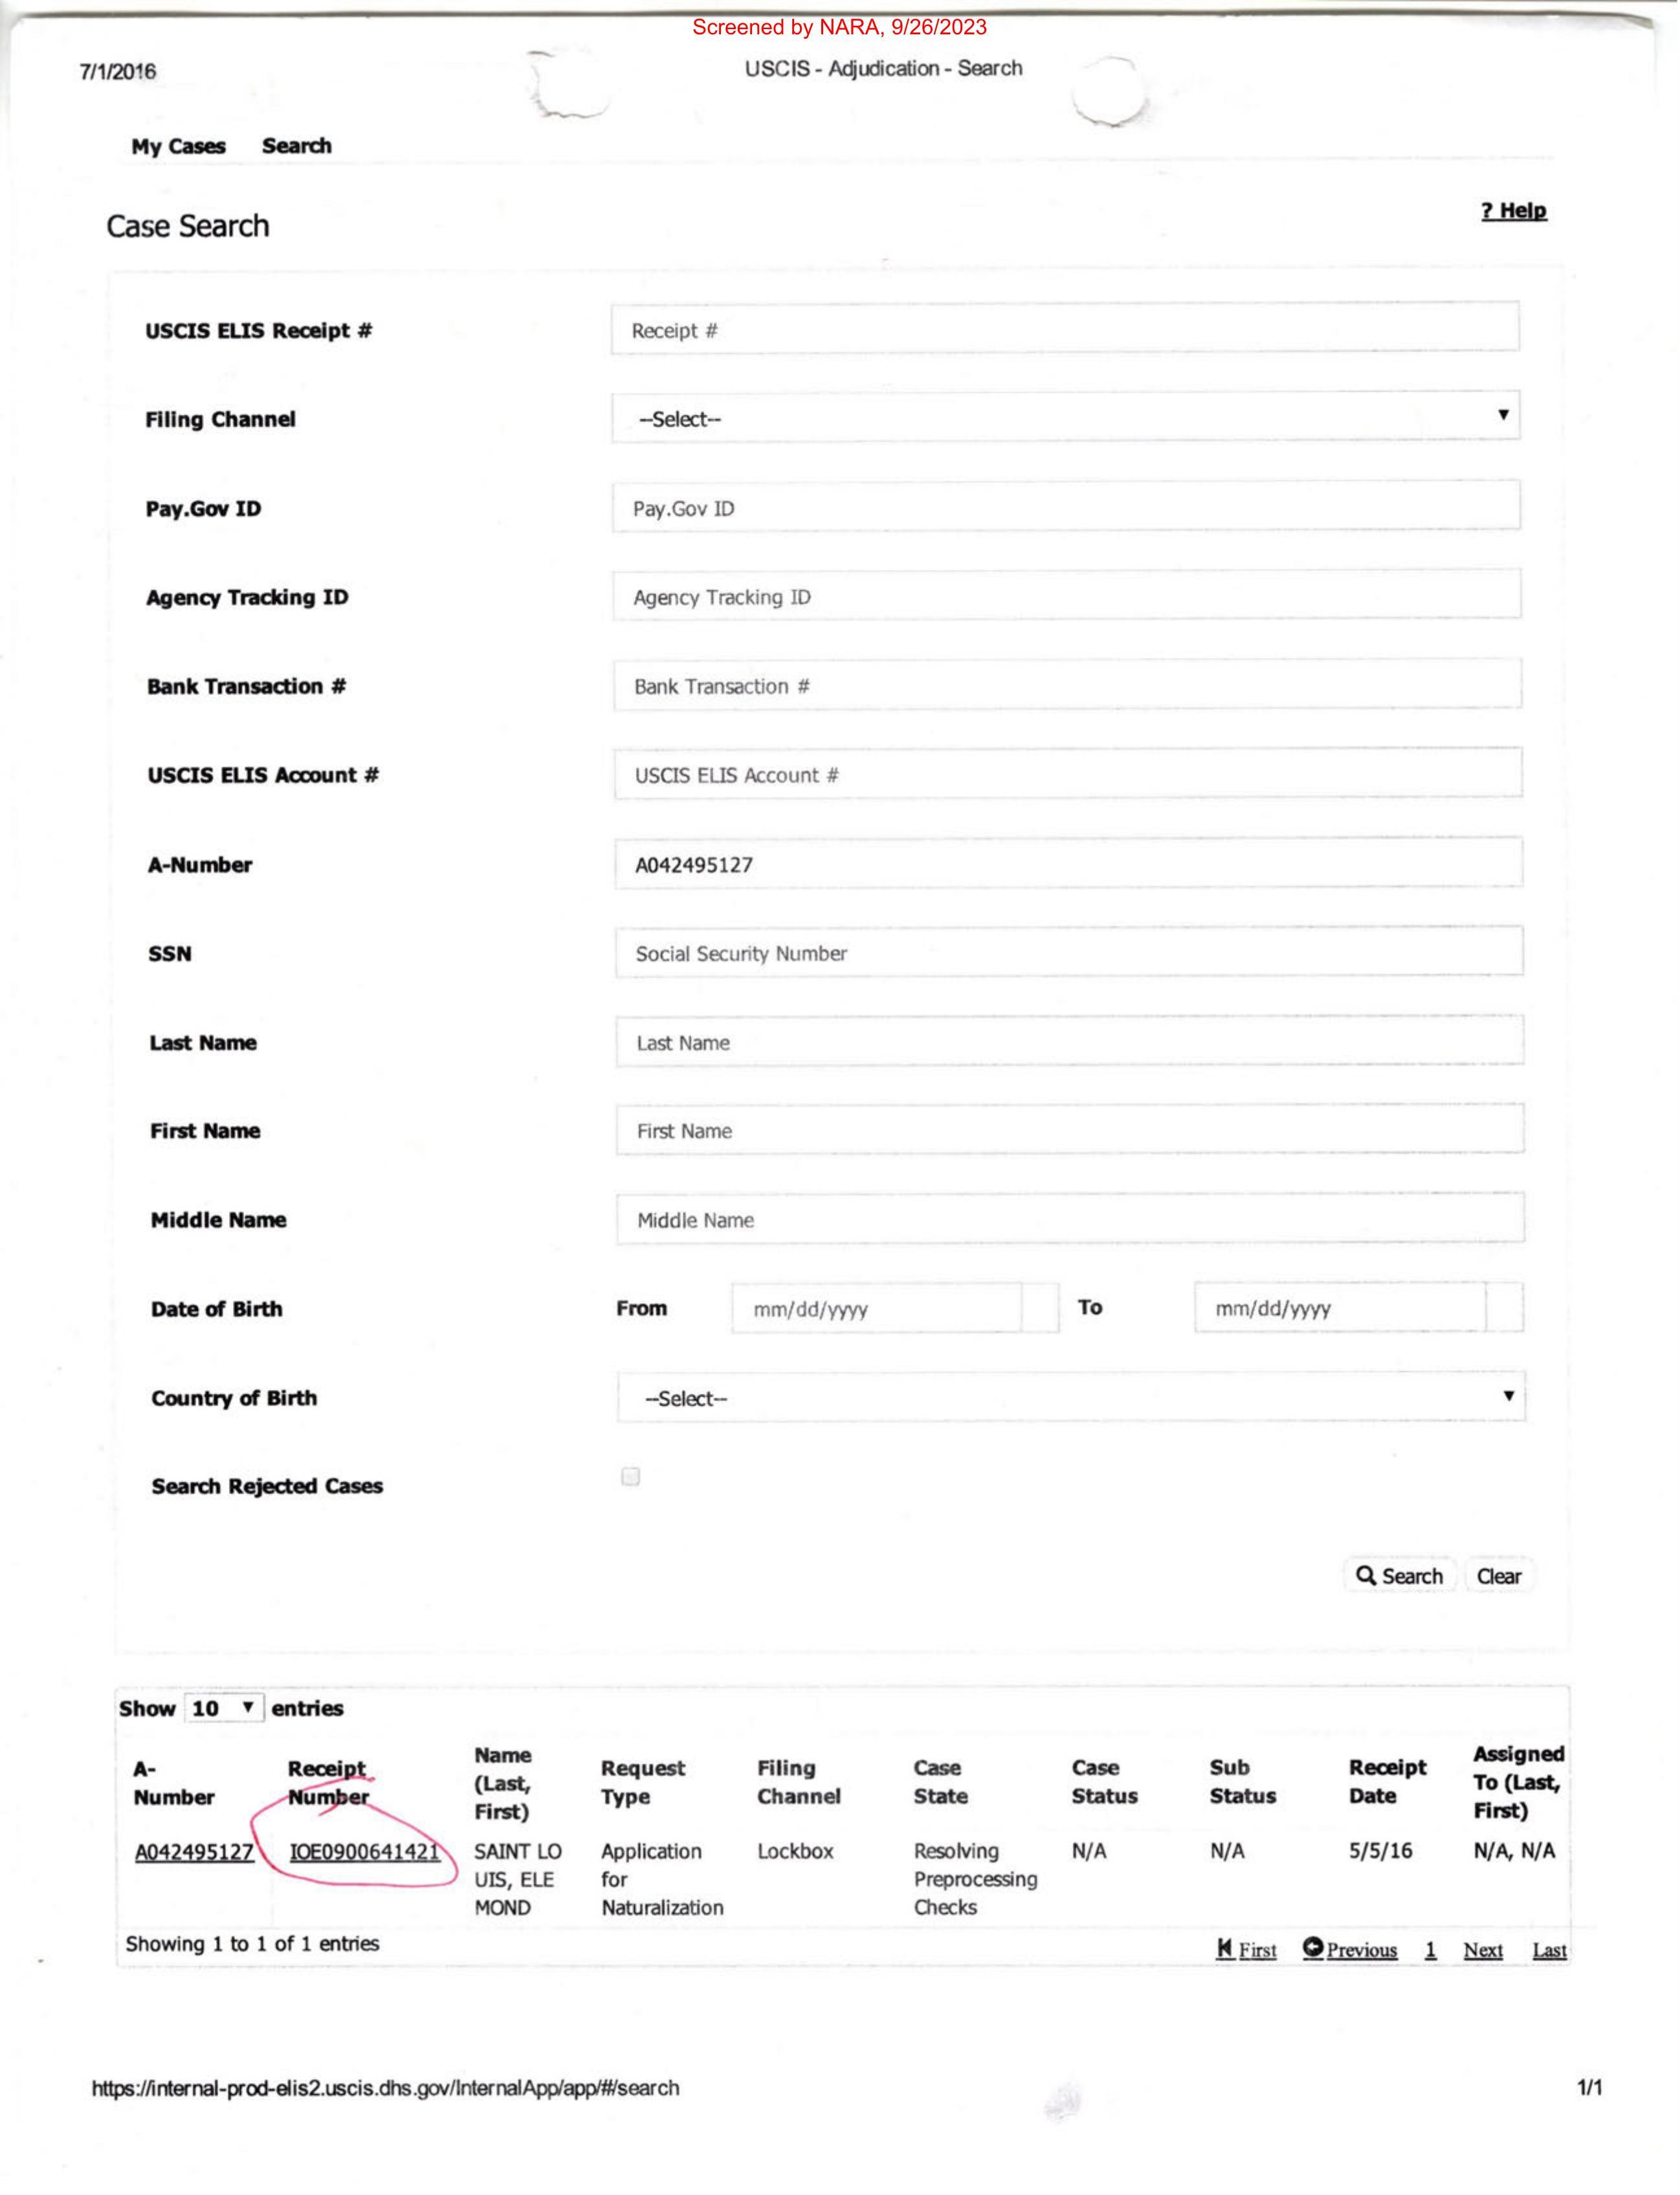 Screened by NARA, 9/26/2023
7/1/2016
USCIS - Adjudication - Search
My Cases Search
Case Search
? Help
USCIS ELIS Receipt # Receipt #
Filing Channel --Select--
Pay.Gov ID Pay.Gov ID
Agency Tracking ID Agency Tracking ID
Bank Transaction # Bank Transaction #
USCIS ELIS Account # USCIS ELIS Account #
A-Number A042495127
SSN Social Security Number
Last Name Last Name
First Name First Name
Middle Name Middle Name
Date of Birth From mm/dd/yyyy To mm/dd/yyyy
Country of Birth --Select--
Search Rejected Cases
Search Clear
Show 10 entries
A-Number Receipt Number Name (Last, First) Request Type Filing Channel Case State Case Status Sub Status Receipt Date Assigned To (Last, First)
A042495127 IOE0900641421 SAINT LO Application Lockbox Resolving N/A N/A 5/5/16 N/A, N/A
UIS, ELE for Preprocessing
MOND Naturalization Checks
Showing 1 to 1 of 1 entries
First Previous 1 Next Last
https://internal-prod-elis2.uscis.dhs.gov/InternalApp/app/#/search
1/1